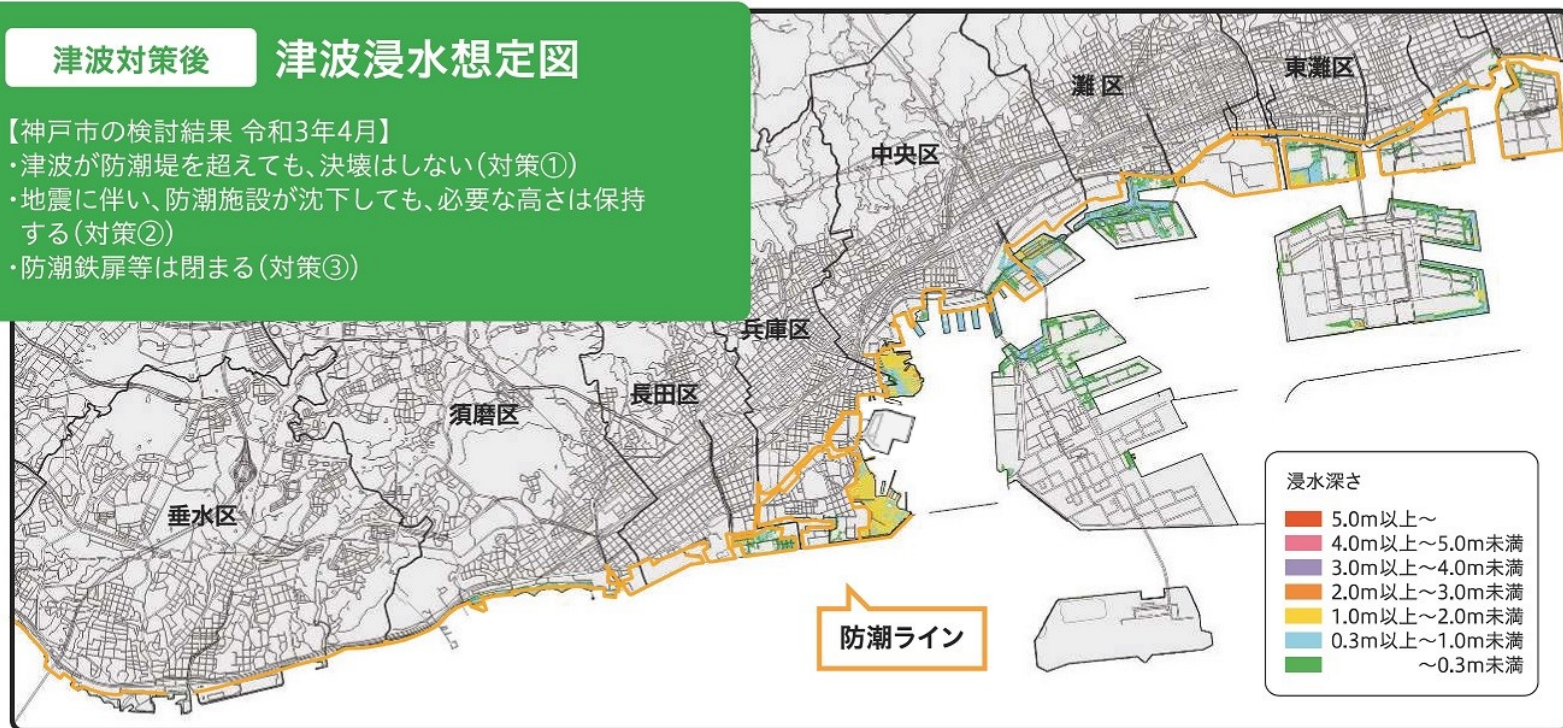 津波対策後
津波浸水想定図
【神戸市の検討結果 令和3年4月】
・津波が防潮堤を超えても、決壊はしない(対策①)
・地震に伴い、防潮施設が沈下しても、必要な高さは保持
する(対策②)
・防潮鉄扉等は閉まる(対策③)
東灘区
灘区
中央区
兵庫区
長田区
須磨区
垂水区
防潮ライン
浸水深さ
5.0m以上～
4.0m以上～5.0m未満
3.0m以上～4.0m未満
2.0m以上～3.0m未満
1.0m以上～2.0m未満
0.3m以上～1.0m未満
～0.3m未満